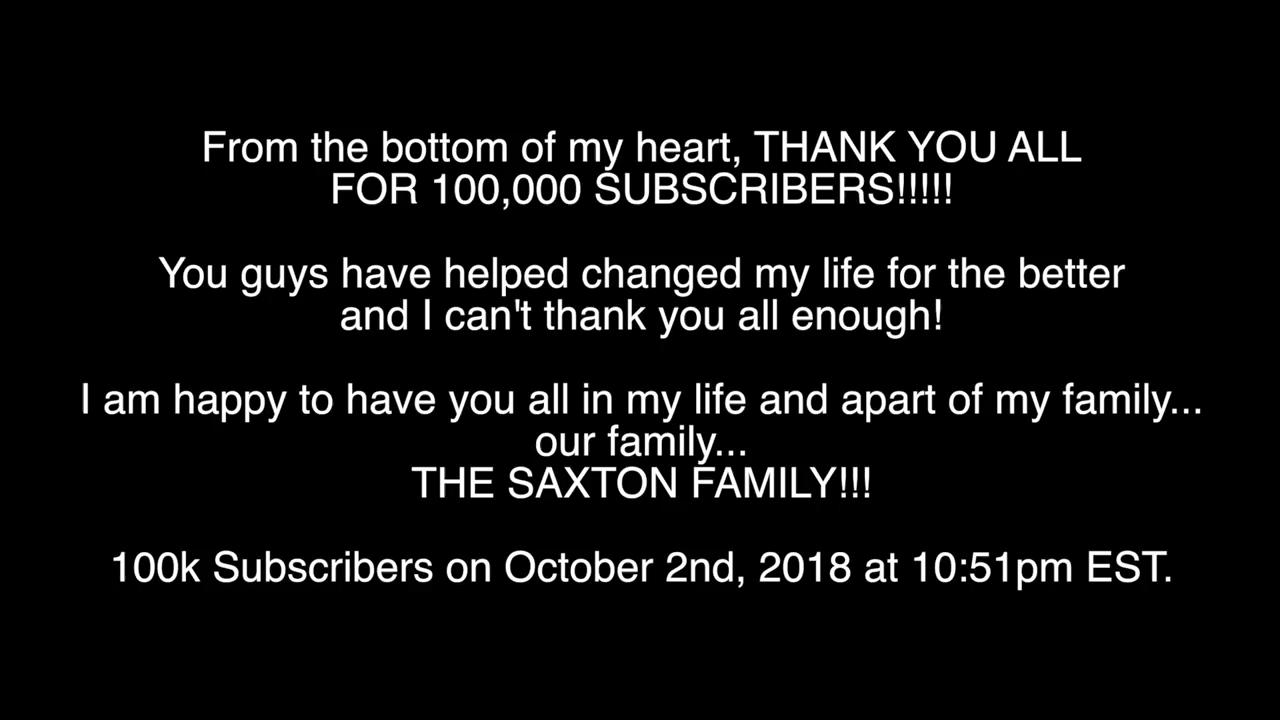 From the bottom of my heart, THANK YOU ALL
FOR 100,000 SUBSCRIBERS!!!!!
You guys have helped changed my life for the better
and I can't thank you all enough!
I am happy to have you all in my life and apart of my family...
our family...
THE SAXTON FAMILY!!!
100k Subscribers on October 2nd, 2018 at 10:51pm EST.